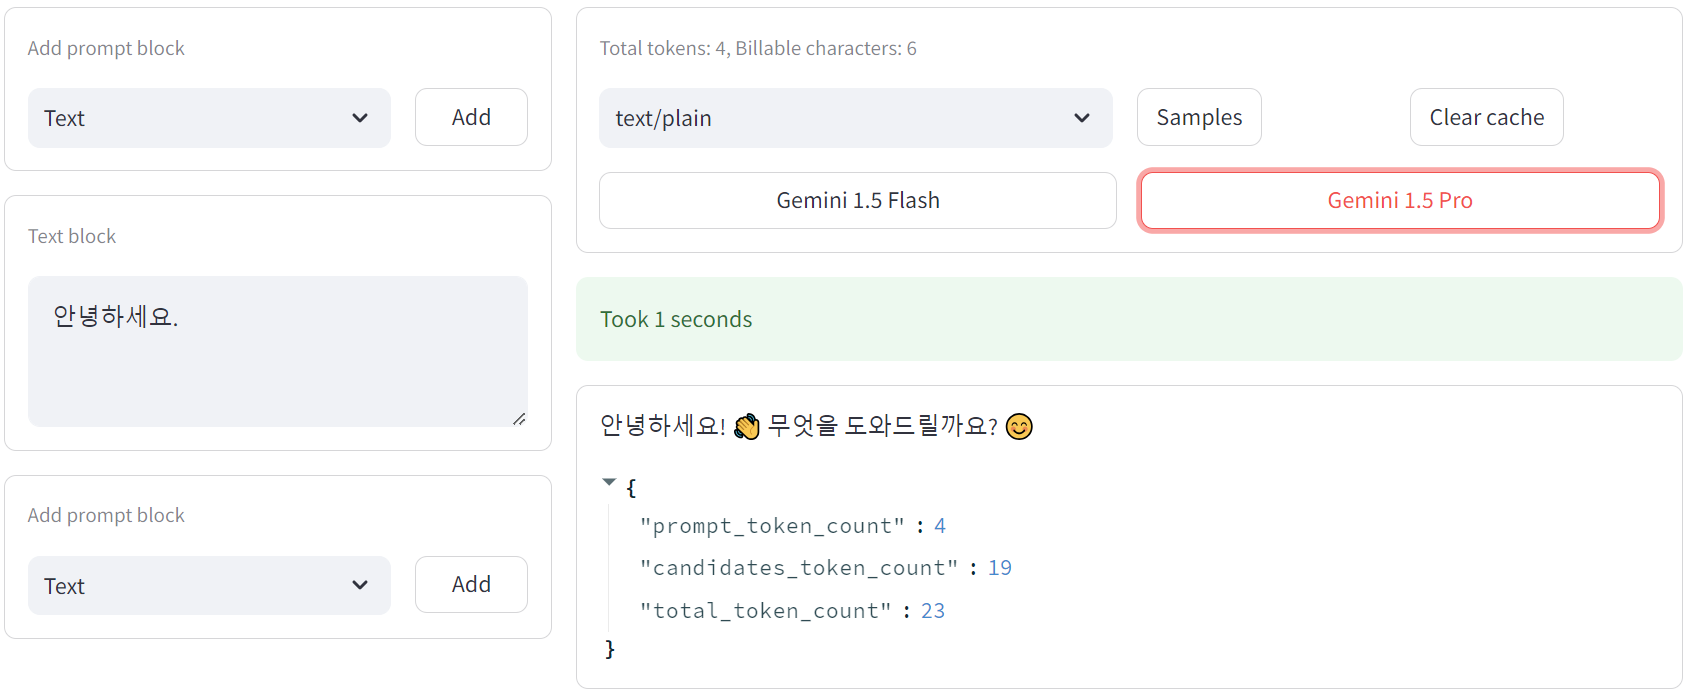 Add prompt block
Text
Add
Text block
안녕하세요.
Add prompt block
Text
Add
Total tokens: 4, Billable characters: 6
text/plain
Samples
Clear cache
Gemini 1.5 Flash
Gemini 1.5 Pro
Took 1 seconds
안녕하세요! 👏 무엇을 도와드릴까요? 😊
{
"prompt_token_count" : 4
"candidates_token_count" : 19
"total_token_count" : 23
}